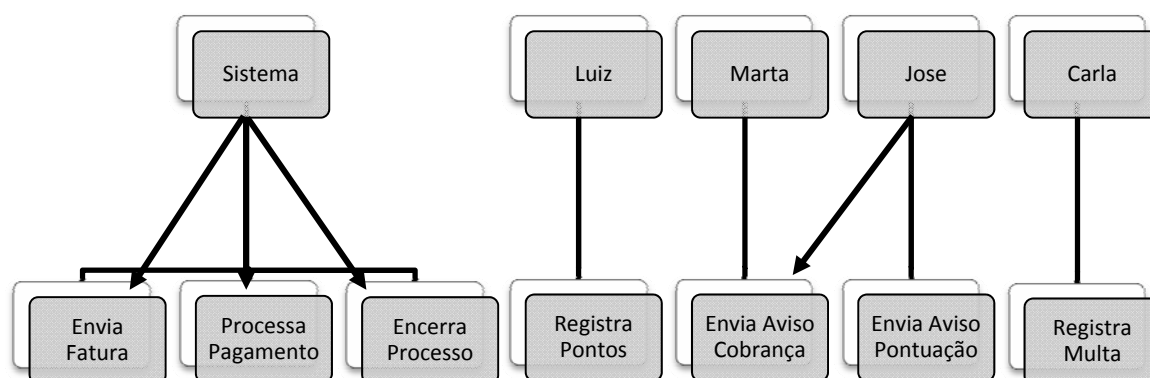 Sistema
Luiz
Marta
Jose
Carla
Envia
Fatura
Processa
Pagamento
Encerra
Processo
Registra
Pontos
Envia Aviso
Cobrança
Envia Aviso
Pontuação
Registra
Multa